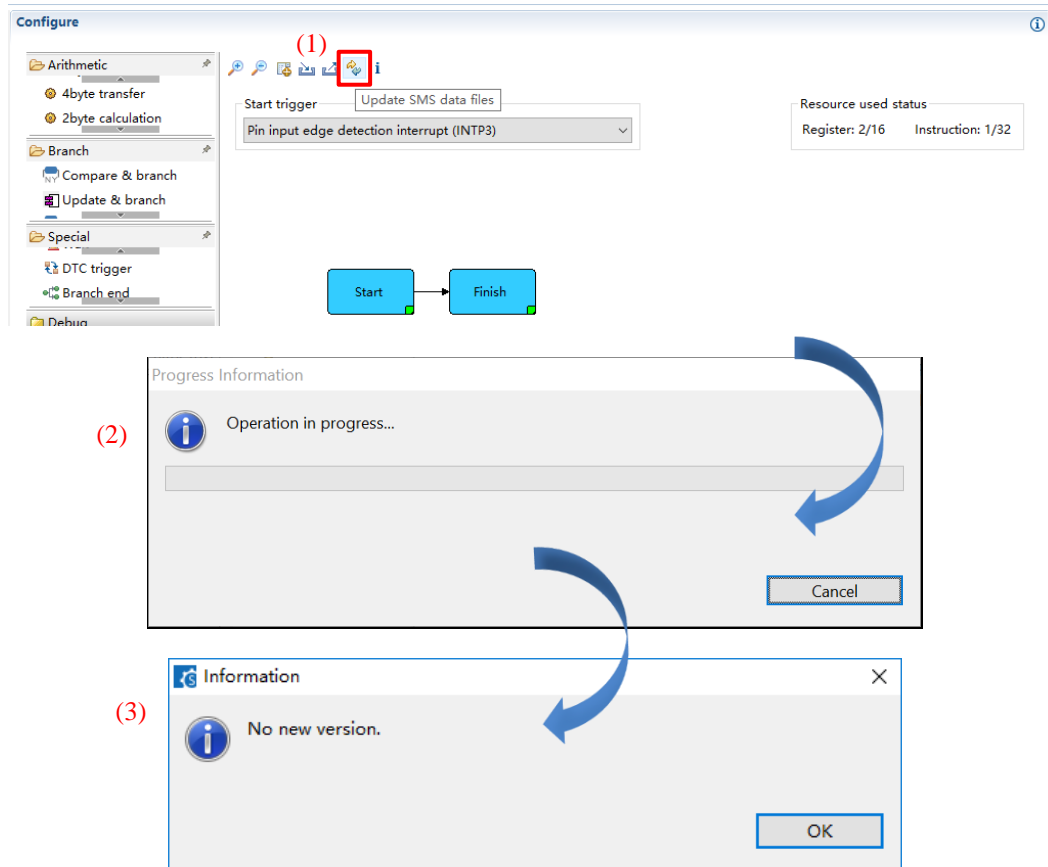 Configure
(1)
Arithmetic
4byte transfer
2byte calculation
Branch
Compare & branch
Update & branch
Special
DTC trigger
Branch end
Debug
Update SMS data files
Start trigger
Pin input edge detection interrupt (INTP3)
Resource used status
Register: 2/16 Instruction: 1/32
Start
Finish
(2)
Progress Information
Operation in progress...
Cancel
(3)
Information
No new version.
OK